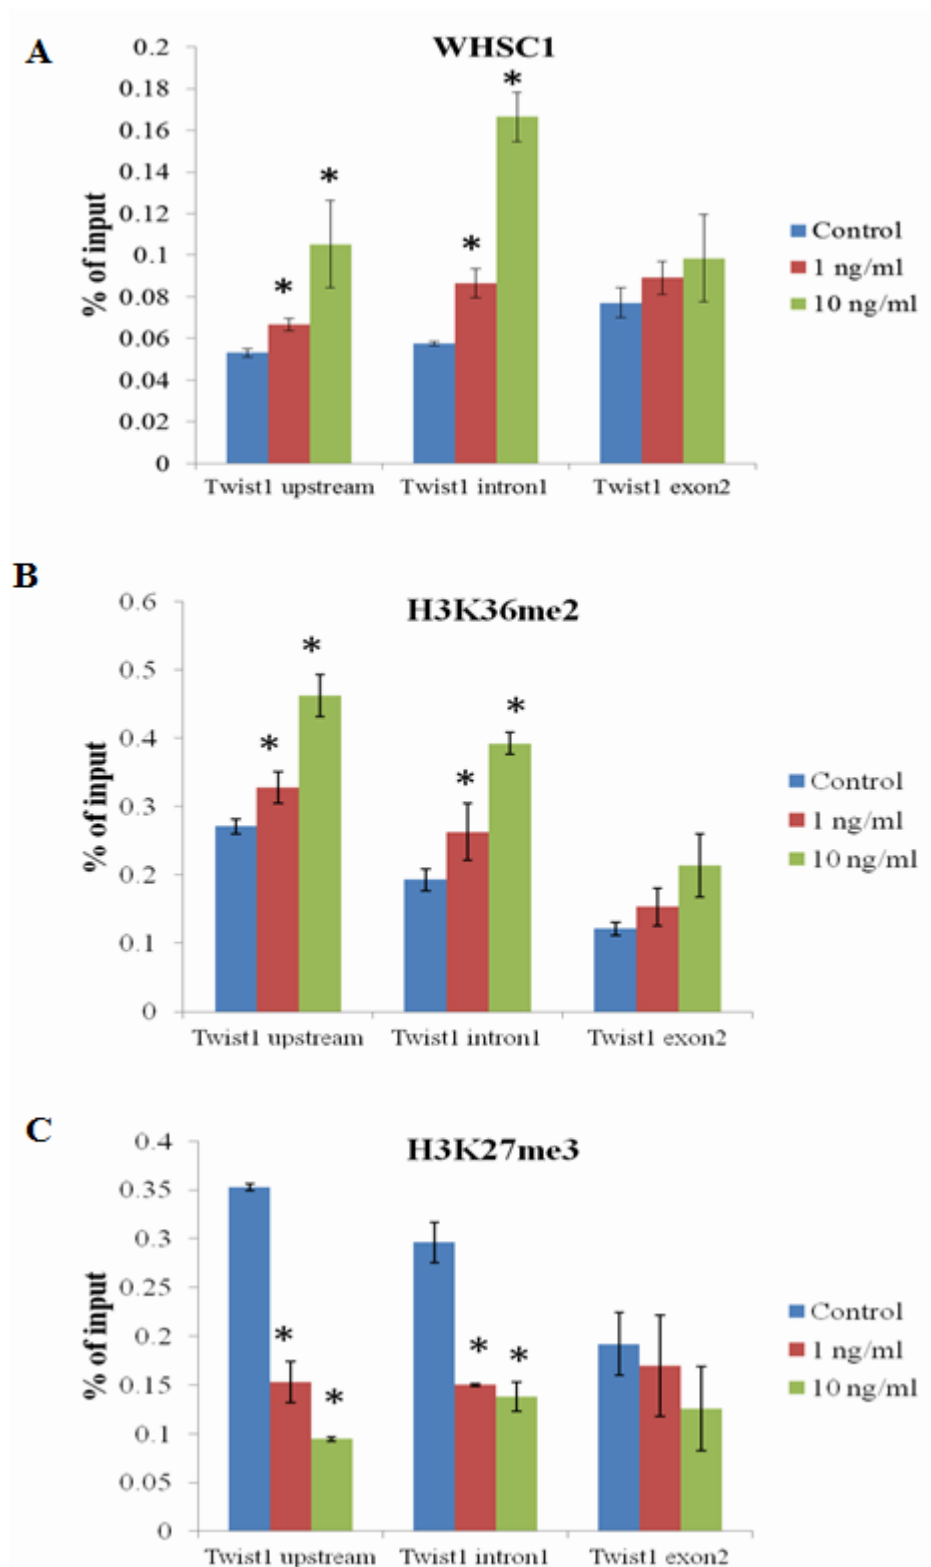 A
WHSC1
0.2
0.18
0.16
0.14
0.12
0.1
0.08
0.06
0.04
0.02
0
% of input
*
*
*
*
Twist1 upstream
Twist1 intron1
Twist1 exon2
Control
1 ng/ml
10 ng/ml
B
H3K36me2
0.6
0.5
0.4
0.3
0.2
0.1
0
% of input
*
*
*
*
Twist1 upstream
Twist1 intron1
Twist1 exon2
Control
1 ng/ml
10 ng/ml
C
H3K27me3
0.4
0.35
0.3
0.25
0.2
0.15
0.1
0.05
0
% of input
*
*
*
*
Twist1 upstream
Twist1 intron1
Twist1 exon2
Control
1 ng/ml
10 ng/ml